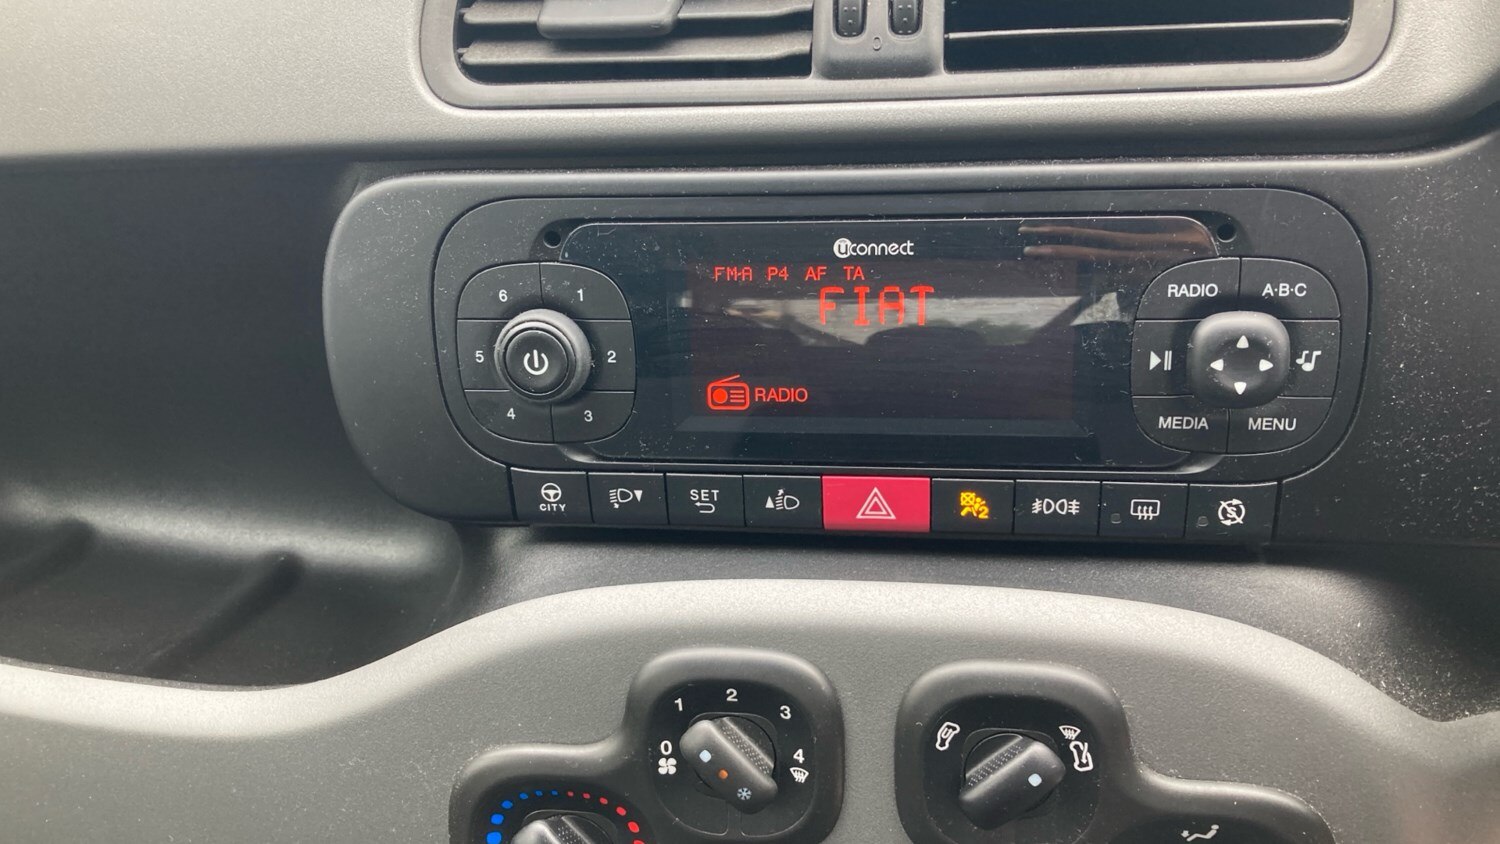 uconnect
FM-A P4 AF TA
FIAT
RADIO
6 1
5 2
4 3
RADIO A·B·C
MEDIA MENU
CITY
SET
2
0 1 2 3 4